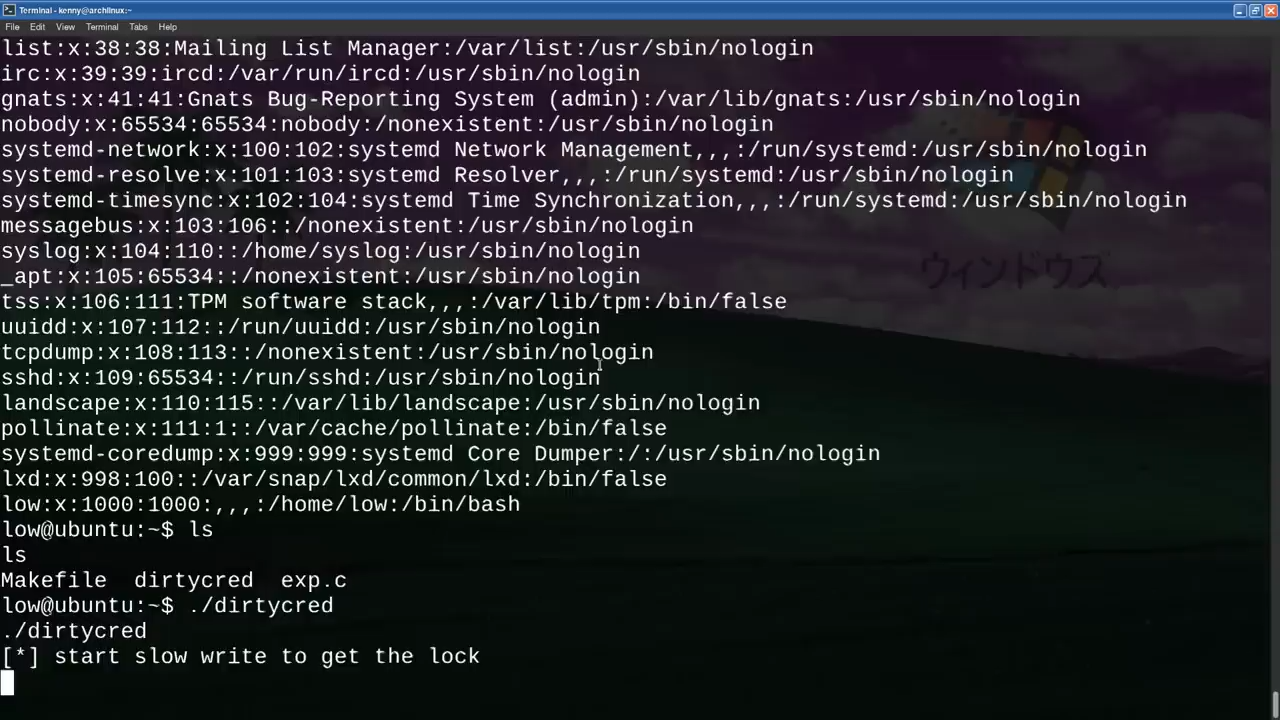 Terminal - kenny@archlinux:~
File Edit View Terminal Tabs Help
list:x:38:38:Mailing List Manager:/var/list:/usr/sbin/nologin
irc:x:39:39:ircd:/var/run/ircd:/usr/sbin/nologin
gnats:x:41:41:Gnats Bug-Reporting System (admin):/var/lib/gnats:/usr/sbin/nologin
nobody:x:65534:65534:nobody:/nonexistent:/usr/sbin/nologin
systemd-network:x:100:102:systemd Network Management,,,:/run/systemd:/usr/sbin/nologin
systemd-resolve:x:101:103:systemd Resolver,,,:/run/systemd:/usr/sbin/nologin
systemd-timesync:x:102:104:systemd Time Synchronization,,,:/run/systemd:/usr/sbin/nologin
messagebus:x:103:106::/nonexistent:/usr/sbin/nologin
syslog:x:104:110::/home/syslog:/usr/sbin/nologin
_apt:x:105:65534::/nonexistent:/usr/sbin/nologin
ウィンドウズ
tss:x:106:111:TPM software stack,,,:/var/lib/tpm:/bin/false
uuidd:x:107:112::/run/uuidd:/usr/sbin/nologin
tcpdump:x:108:113::/nonexistent:/usr/sbin/nologin
sshd:x:109:65534::/run/sshd:/usr/sbin/nologin
landscape:x:110:115::/var/lib/landscape:/usr/sbin/nologin
pollinate:x:111:1::/var/cache/pollinate:/bin/false
systemd-coredump:x:999:999:systemd Core Dumper:/:/usr/sbin/nologin
lxd:x:998:100::/var/snap/lxd/common/lxd:/bin/false
low:x:1000:1000:,,,:/home/low:/bin/bash
low@ubuntu:~$ ls
ls
Makefile  dirtycred  exp.c
low@ubuntu:~$ ./dirtycred
./dirtycred
[*] start slow write to get the lock